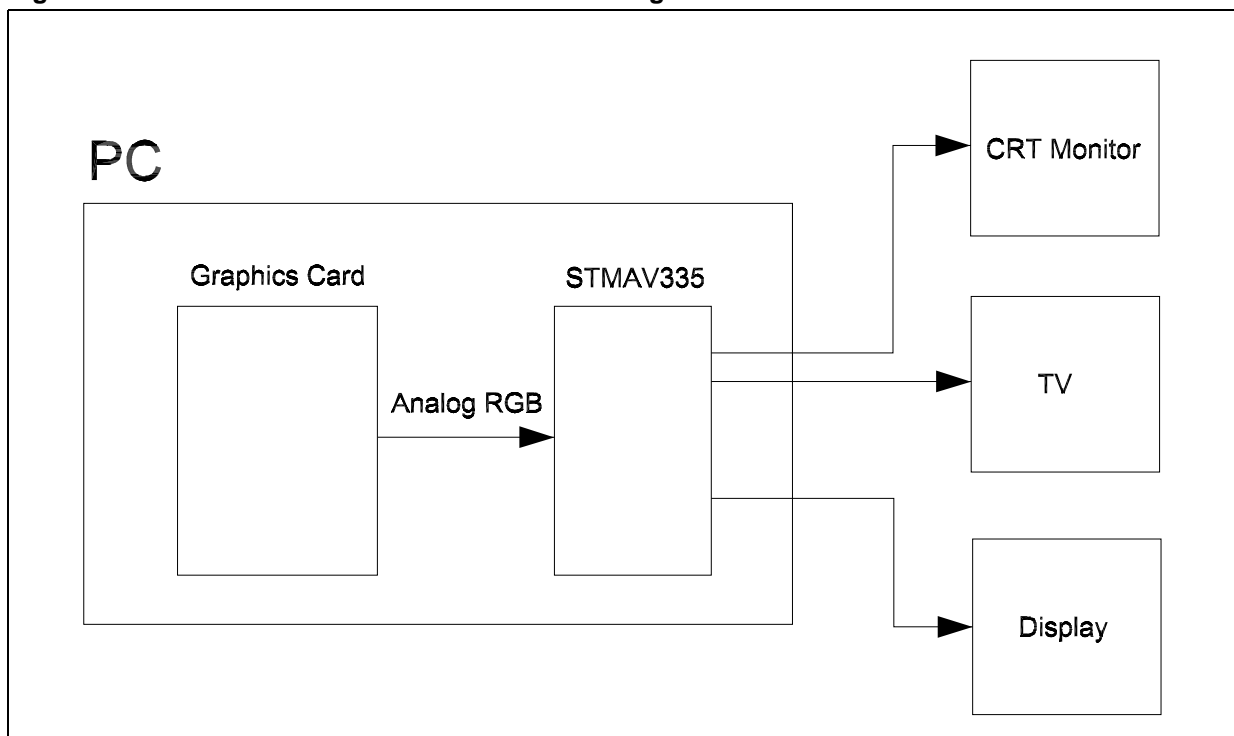 PC
Graphics Card
STMAV335
Analog RGB
CRT Monitor
TV
Display